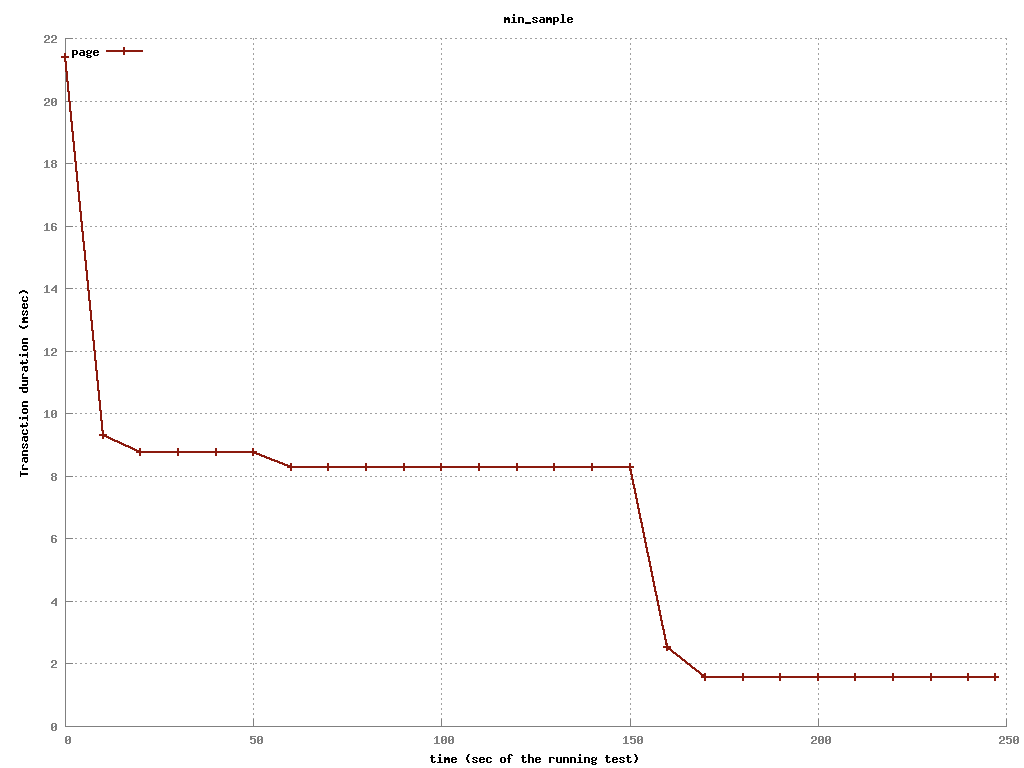 min_sample
page
22
20
18
16
14
12
10
8
6
4
2
0
Transaction duration (msec)
0 50 100 150 200 250
time (sec of the running test)